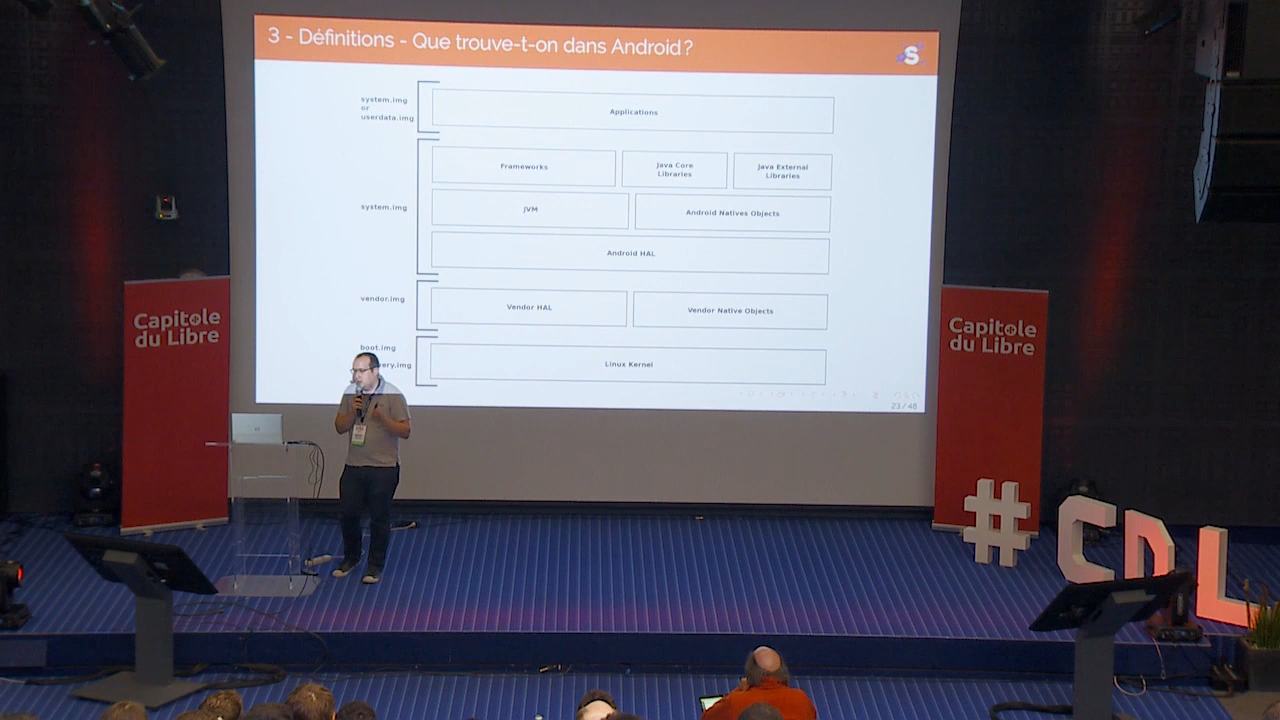 3 - Définitions - Que trouve-t-on dans Android ?
S
system.img
or
userdata.img
Applications
Frameworks
Java Core
Libraries
Java External
Libraries
system.img
JVM
Android Natives Objects
Android HAL
vendor.img
Vendor HAL
Vendor Native Objects
boot.img
very.img
Linux Kernel
23 / 48
Capitole
du Libre
Capitole
du Libre
#CDL